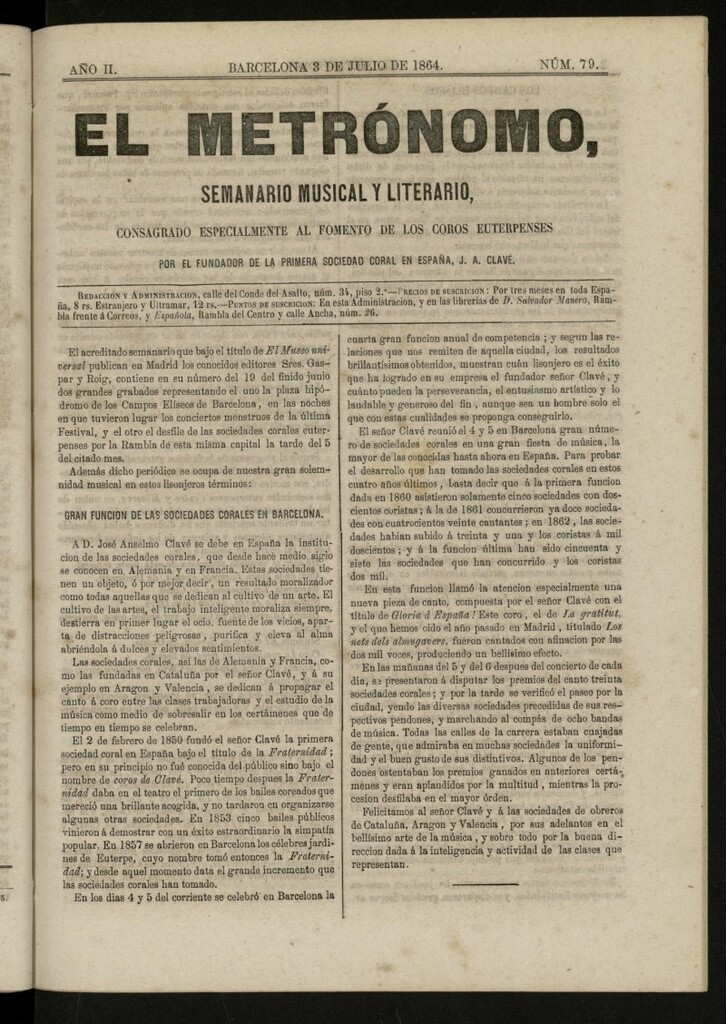 AÑO II. BARCELONA 3 DE JULIO DE 1864. NÚM. 79.
EL METRÓNOMO,
SEMANARIO MUSICAL Y LITERARIO,
CONSAGRADO ESPECIALMENTE AL FOMENTO DE LOS COROS EUTERPENSES
POR EL FUNDADOR DE LA PRIMERA SOCIEDAD CORAL EN ESPAÑA, J. A. CLAVÉ.
REDACCION Y ADMINISTRACION, calle del Conde del Asalto, núm. 34, piso 2.º—PRECIOS DE SUSCRICION: Por tres meses en toda Espa-
ña, 8 rs. Estranjero y Ultramar, 12 rs.—PUNTOS DE SUSCRICION: En esta Administracion, y en las librerías de D. Salvador Manero, Ram-
bla frente á Correos, y Española, Rambla del Centro y calle Ancha, núm. 26.
El acreditado semanario que bajo el título de El Museo uni-
versal publican en Madrid los conocidos editores Sres. Gas-
par y Roig, contiene en su número del 19 del finido junio
dos grandes grabados representando el uno la plaza hipó-
dromo de los Campos Elíseos de Barcelona, en las noches
en que tuvieron lugar los conciertos monstruos de la última
Festival, y el otro el desfile de las sociedades corales euter-
penses por la Rambla de esta misma capital la tarde del 5
del citado mes.
Además dicho periódico se ocupa de nuestra gran solem-
nidad musical en estos lisonjeros términos:
GRAN FUNCION DE LAS SOCIEDADES CORALES EN BARCELONA.
A D. José Anselmo Clavé se debe en España la institu-
cion de las sociedades corales, que desde hace medio siglo
se conocen en Alemania y en Francia. Estas sociedades tie-
nen un objeto, ó por mejor decir, un resultado moralizador
como todas aquellas que se dedican al cultivo de un arte. El
cultivo de las artes, el trabajo inteligente moraliza siempre,
destierra en primer lugar el ocio, fuente de los vicios, apar-
ta de distracciones peligrosas, purifica y eleva al alma
abriéndola á dulces y elevados sentimientos.
Las sociedades corales, así las de Alemania y Francia, co-
mo las fundadas en Cataluña por el señor Clavé, y á su
ejemplo en Aragon y Valencia, se dedican á propagar el
canto á coro entre las clases trabajadoras y el estudio de la
música como medio de sobresalir en los certámenes que de
tiempo en tiempo se celebran.
El 2 de febrero de 1850 fundó el señor Clavé la primera
sociedad coral en España bajo el título de la Fraternidad;
pero en su principio no fué conocida del público sino bajo el
nombre de coros de Clavé. Poco tiempo despues la Frater-
nidad daba en el teatro el primero de los bailes coreados que
mereció una brillante acogida, y no tardaron en organizarse
algunas otras sociedades. En 1853 cinco bailes públicos
vinieron á demostrar con un éxito estraordinario la simpatía
popular. En 1857 se abrieron en Barcelona los célebres jardi-
nes de Euterpe, cuyo nombre tomó entonces la Fraterni-
dad; y desde aquel momento data el grande incremento que
las sociedades corales han tomado.
En los dias 4 y 5 del corriente se celebró en Barcelona la
cuarta gran funcion anual de competencia; y segun las re-
laciones que nos remiten de aquella ciudad, los resultados
brillantísimos obtenidos, muestran cuán lisonjero es el éxito
que ha logrado en su empresa el fundador señor Clavé, y
cuánto pueden la perseverancia, el entusiasmo artístico y lo
laudable y generoso del fin, aunque sea un hombre solo el
que con estas cualidades se proponga conseguirlo.
El señor Clavé reunió el 4 y 5 en Barcelona gran núme-
ro de sociedades corales en una gran fiesta de música, la
mayor de las conocidas hasta ahora en España. Para probar
el desarrollo que han tomado las sociedades corales en estos
cuatro años últimos, basta decir que á la primera funcion
dada en 1860 asistieron solamente cinco sociedades con dos-
cientos coristas; á la de 1861 concurrieron ya doce socieda-
des con cuatrocientos veinte cantantes; en 1862, las socie-
dades habian subido á treinta y una y los coristas á mil
doscientos; y á la funcion última han sido cincuenta y
siete las sociedades que han concurrido y los coristas
dos mil.
En esta funcion llamó la atencion especialmente una
nueva pieza de canto, compuesta por el señor Clavé con el
título de Gloria á España! Este coro, el de La gratitut,
y el que hemos oido el año pasado en Madrid, titulado Los
nets dels almugavers, fueron cantados con afinacion por las
dos mil voces, produciendo un bellísimo efecto.
En las mañanas del 5 y del 6 despues del concierto de cada
dia, se presentaron á disputar los premios del canto treinta
sociedades corales; y por la tarde se verificó el paseo por la
ciudad, yendo las diversas sociedades precedidas de sus res-
pectivos pendones, y marchando al compás de ocho bandas
de música. Todas las calles de la carrera estaban cuajadas
de gente, que admiraba en muchas sociedades la uniformi-
dad y el buen gusto de sus distintivos. Algunos de los pen-
dones ostentaban los premios ganados en anteriores certá-
menes y eran aplaudidos por la multitud, mientras la pro-
cesion desfilaba en el mayor órden.
Felicitamos al señor Clavé y á las sociedades de obreros
de Cataluña, Aragon y Valencia, por sus adelantos en el
bellísimo arte de la música, y sobre todo por la buena di-
reccion dada á la inteligencia y actividad de las clases que
representan.